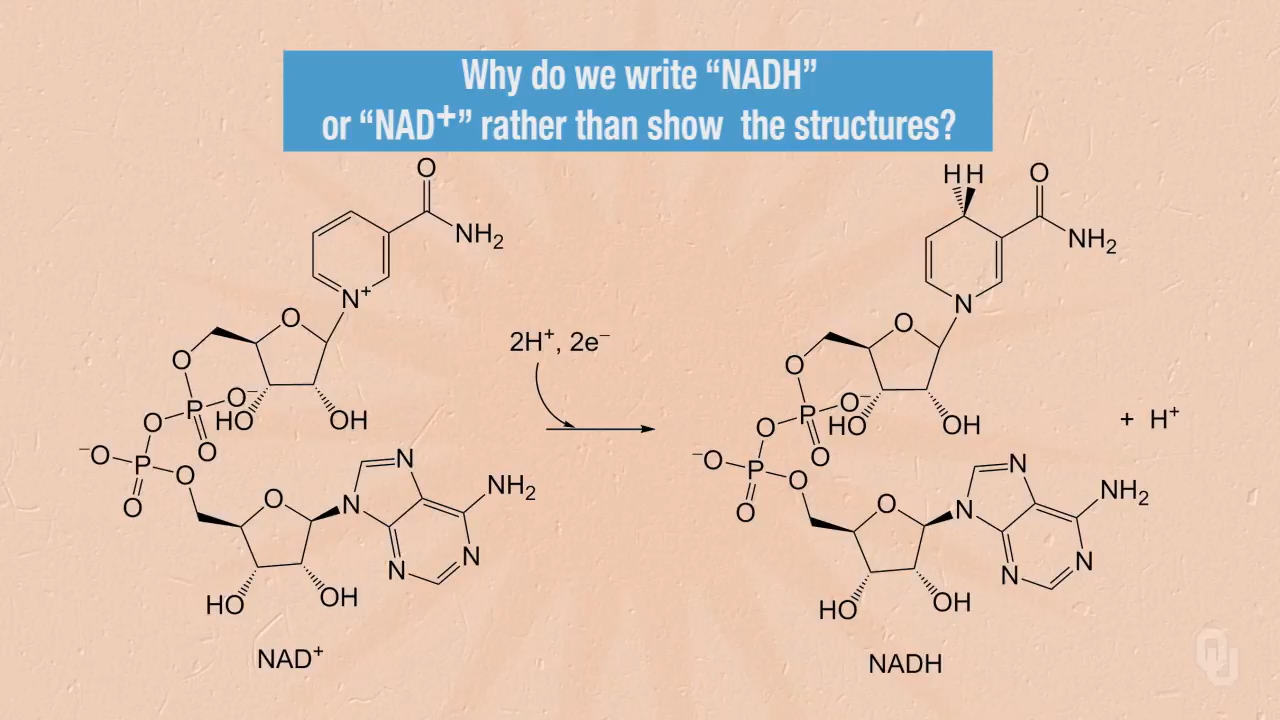 Why do we write “NADH”
or “NAD⁺” rather than show the structures?
O
NH₂
N⁺
O
O
P
O⁻
HO
OH
O
O
⁻O
P
O
O
O
N
N
NH₂
N
N
HO
OH
NAD⁺
2H⁺, 2e⁻
H H
O
NH₂
N
O
O
P
O⁻
HO
OH
O
O
⁻O
P
O
O
O
N
N
NH₂
N
N
HO
OH
NADH
+ H⁺
OU